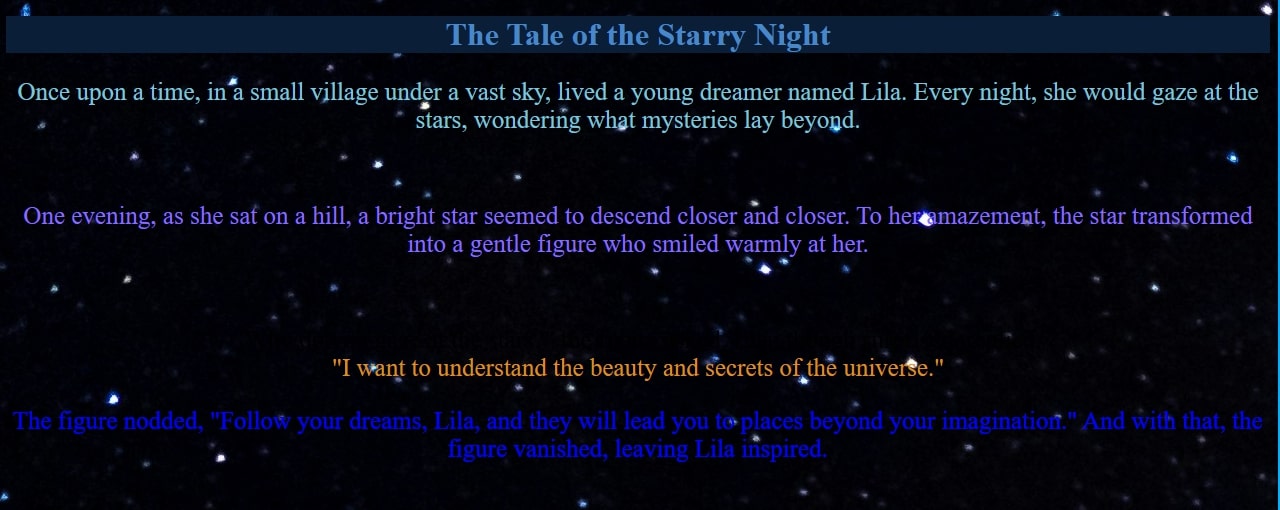 The Tale of the Starry Night
Once upon a time, in a small village under a vast sky, lived a young dreamer named Lila. Every night, she would gaze at the
stars, wondering what mysteries lay beyond.
One evening, as she sat on a hill, a bright star seemed to descend closer and closer. To her amazement, the star transformed
into a gentle figure who smiled warmly at her.
"I want to understand the beauty and secrets of the universe."
The figure nodded, "Follow your dreams, Lila, and they will lead you to places beyond your imagination." And with that, the
figure vanished, leaving Lila inspired.